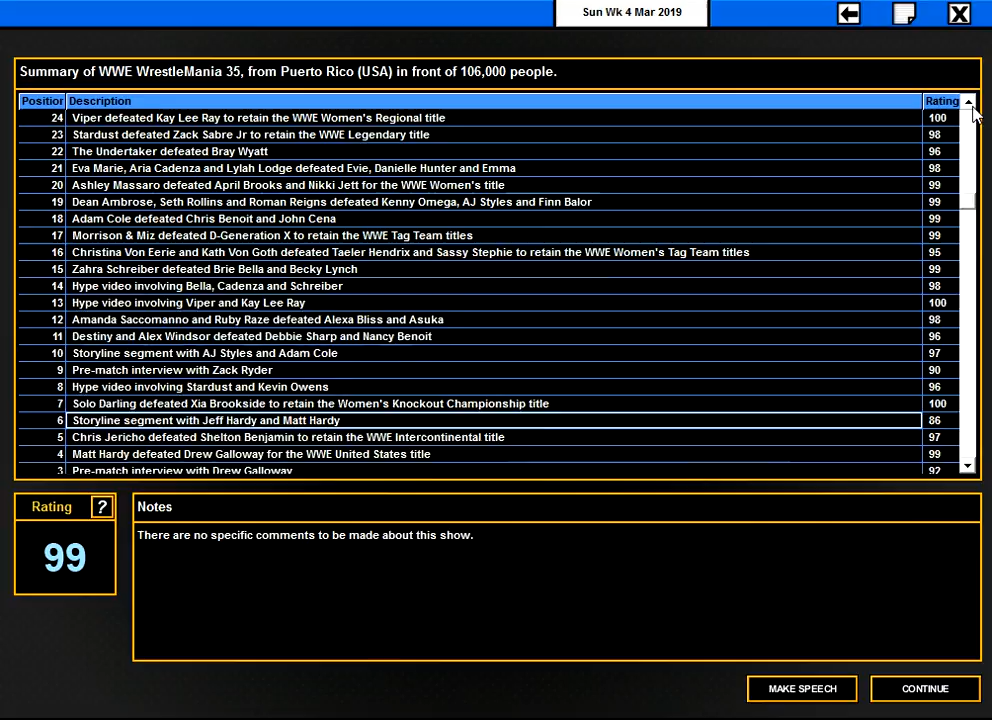 Sun Wk 4 Mar 2019
Summary of WWE WrestleMania 35, from Puerto Rico (USA) in front of 106,000 people.
Position Description Rating
24 Viper defeated Kay Lee Ray to retain the WWE Women's Regional title 100
23 Stardust defeated Zack Sabre Jr to retain the WWE Legendary title 98
22 The Undertaker defeated Bray Wyatt 96
21 Eva Marie, Aria Cadenza and Lylah Lodge defeated Evie, Danielle Hunter and Emma 98
20 Ashley Massaro defeated April Brooks and Nikki Jett for the WWE Women's title 99
19 Dean Ambrose, Seth Rollins and Roman Reigns defeated Kenny Omega, AJ Styles and Finn Balor 99
18 Adam Cole defeated Chris Benoit and John Cena 99
17 Morrison & Miz defeated D-Generation X to retain the WWE Tag Team titles 99
16 Christina Von Eerie and Kath Von Goth defeated Taeler Hendrix and Sassy Stephie to retain the WWE Women's Tag Team titles 95
15 Zahra Schreiber defeated Brie Bella and Becky Lynch 99
14 Hype video involving Bella, Cadenza and Schreiber 98
13 Hype video involving Viper and Kay Lee Ray 100
12 Amanda Saccomanno and Ruby Raze defeated Alexa Bliss and Asuka 98
11 Destiny and Alex Windsor defeated Debbie Sharp and Nancy Benoit 96
10 Storyline segment with AJ Styles and Adam Cole 97
9 Pre-match interview with Zack Ryder 90
8 Hype video involving Stardust and Kevin Owens 96
7 Solo Darling defeated Xia Brookside to retain the Women's Knockout Championship title 100
6 Storyline segment with Jeff Hardy and Matt Hardy 86
5 Chris Jericho defeated Shelton Benjamin to retain the WWE Intercontinental title 97
4 Matt Hardy defeated Drew Galloway for the WWE United States title 99
3 Pre-match interview with Drew Galloway 92
Rating ?
99
Notes
There are no specific comments to be made about this show.
MAKE SPEECH
CONTINUE